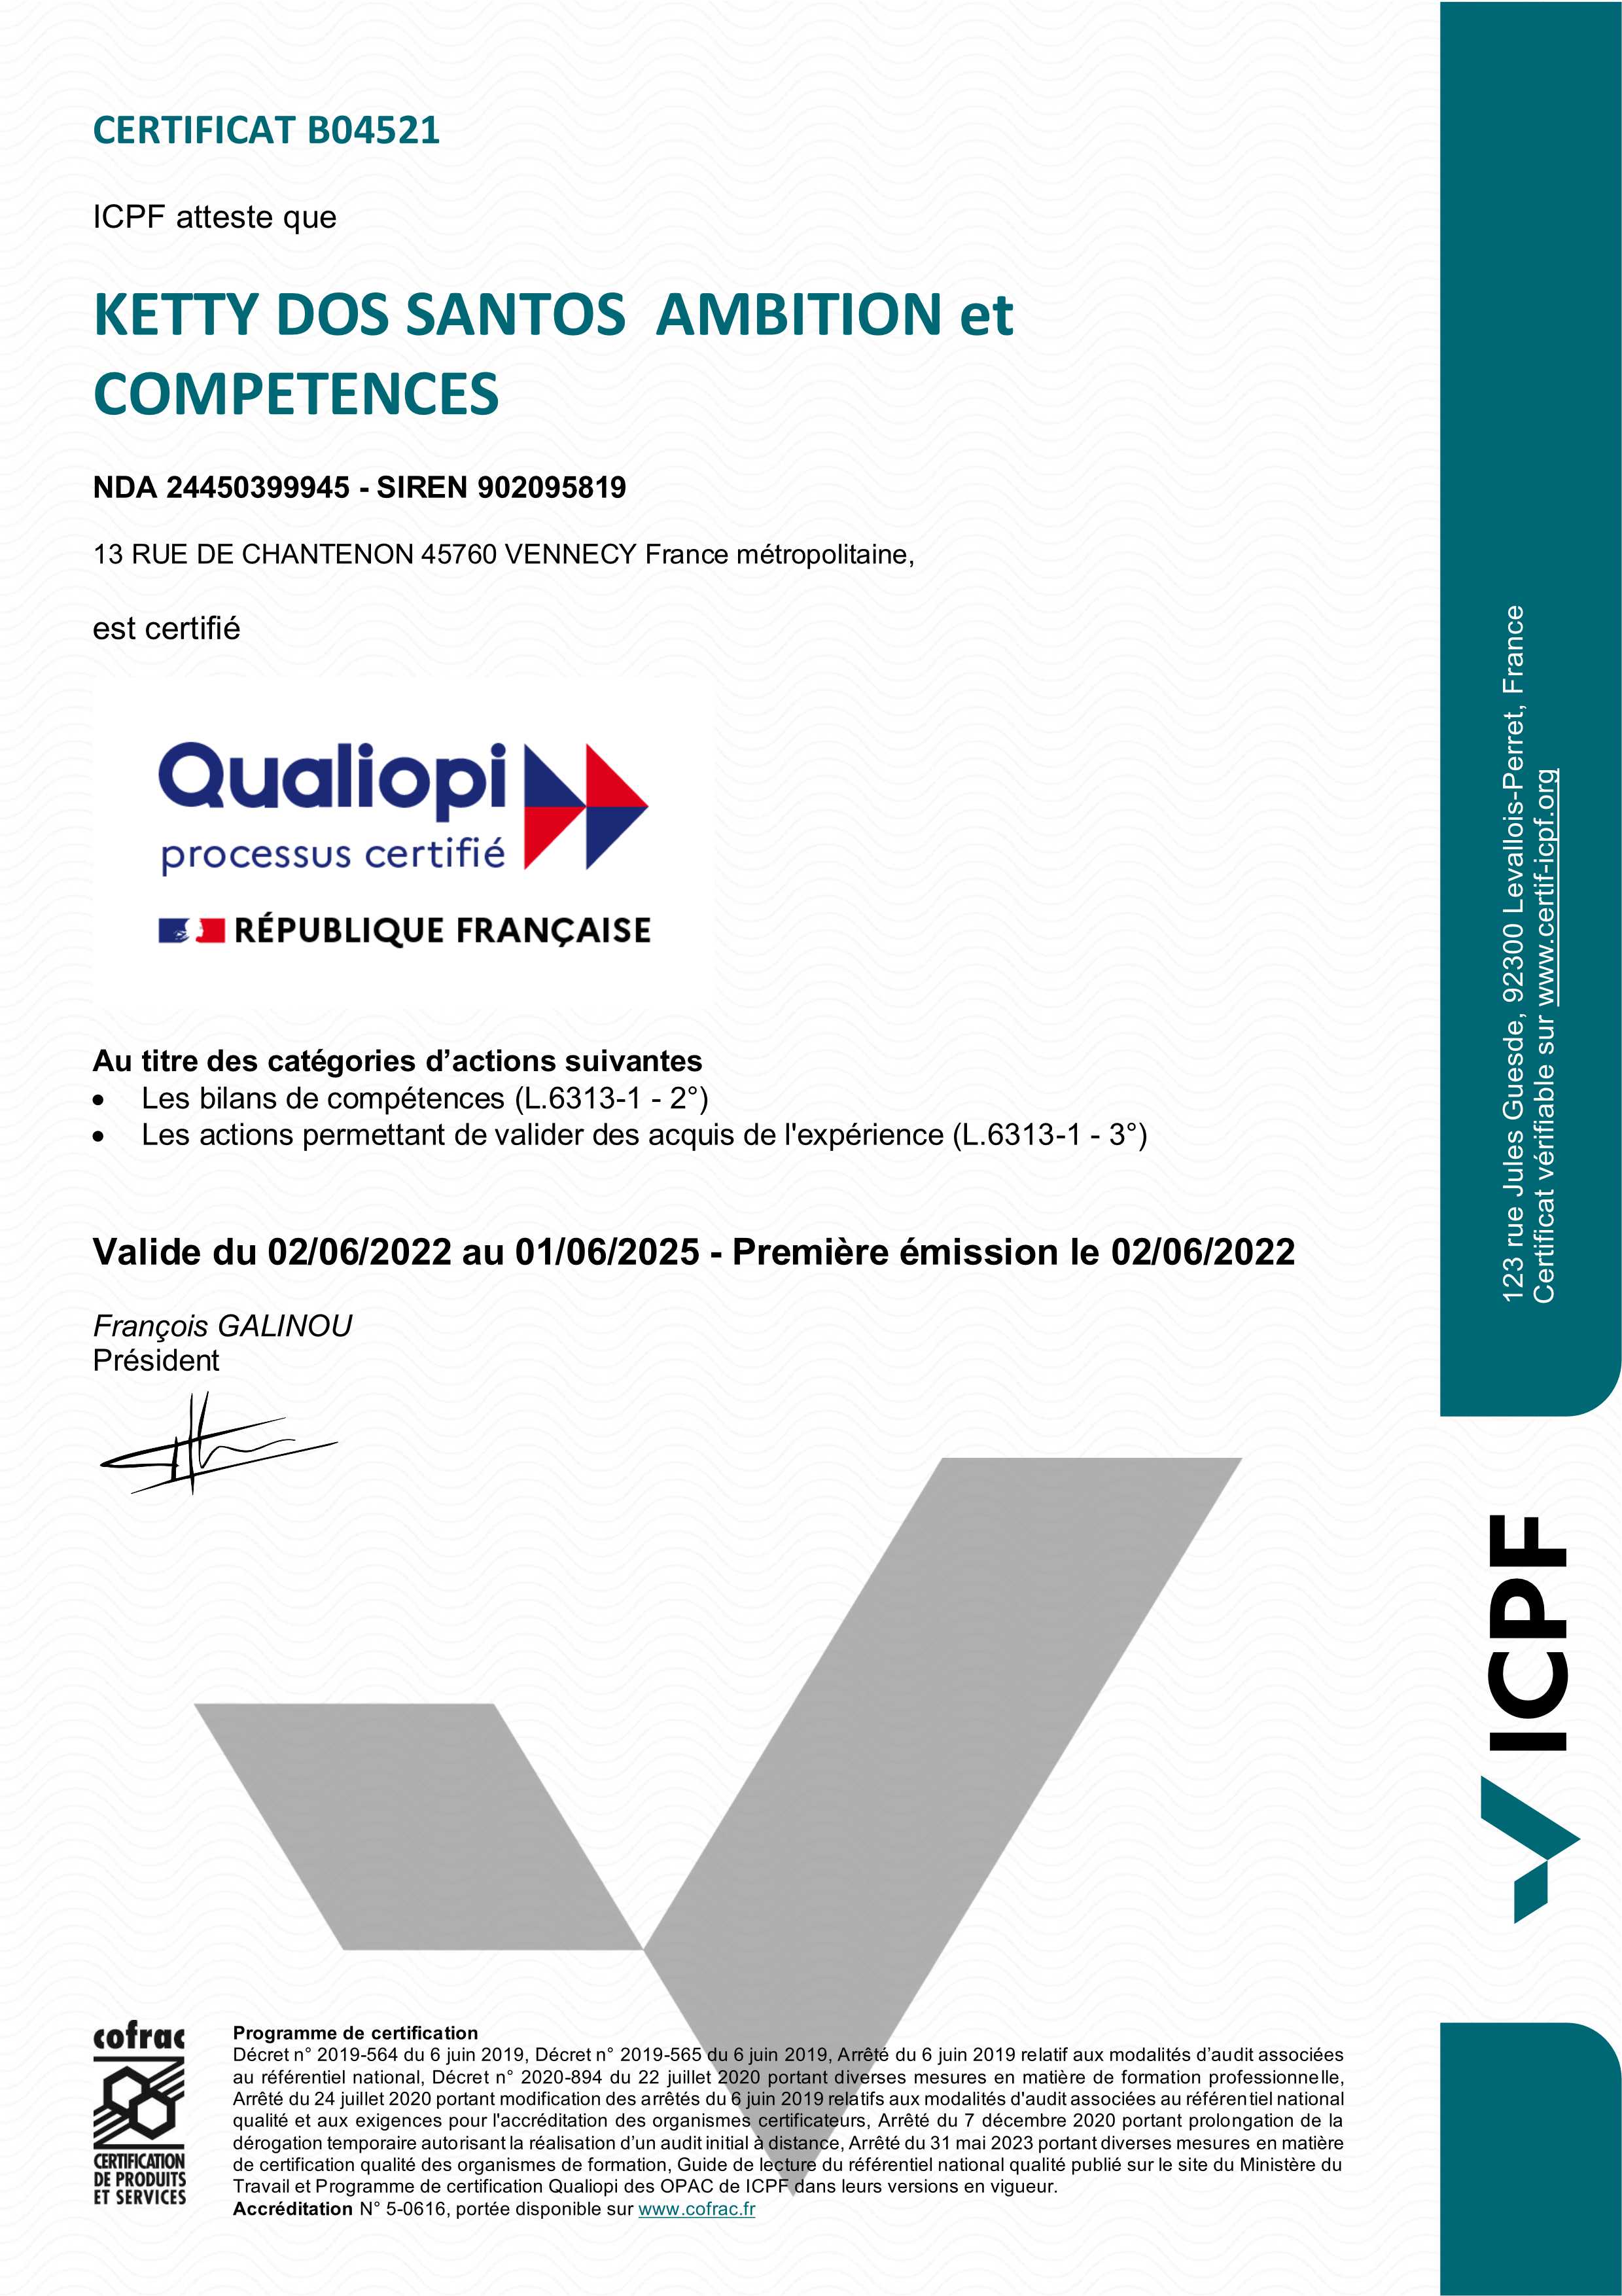 CERTIFICAT B04521
ICPF atteste que
KETTY DOS SANTOS  AMBITION et
COMPETENCES
NDA 24450399945 - SIREN 902095819
13 RUE DE CHANTENON 45760 VENNECY France métropolitaine,
est certifié
Qualiopi
processus certifié
RÉPUBLIQUE FRANÇAISE
Au titre des catégories d’actions suivantes
• Les bilans de compétences (L.6313-1 - 2°)
• Les actions permettant de valider des acquis de l'expérience (L.6313-1 - 3°)
Valide du 02/06/2022 au 01/06/2025 - Première émission le 02/06/2022
François GALINOU
Président
cofrac
CERTIFICATION
DE PRODUITS
ET SERVICES
Programme de certification
Décret n° 2019-564 du 6 juin 2019, Décret n° 2019-565 du 6 juin 2019, Arrêté du 6 juin 2019 relatif aux modalités d’audit associées
au référentiel national, Décret n° 2020-894 du 22 juillet 2020 portant diverses mesures en matière de formation professionnelle,
Arrêté du 24 juillet 2020 portant modification des arrêtés du 6 juin 2019 relatifs aux modalités d'audit associées au référentiel national
qualité et aux exigences pour l'accréditation des organismes certificateurs, Arrêté du 7 décembre 2020 portant prolongation de la
dérogation temporaire autorisant la réalisation d’un audit initial à distance, Arrêté du 31 mai 2023 portant diverses mesures en matière
de certification qualité des organismes de formation, Guide de lecture du référentiel national qualité publié sur le site du Ministère du
Travail et Programme de certification Qualiopi des OPAC de ICPF dans leurs versions en vigueur.
Accréditation N° 5-0616, portée disponible sur www.cofrac.fr
123 rue Jules Guesde, 92300 Levallois-Perret, France
Certificat vérifiable sur www.certif-icpf.org
ICPF